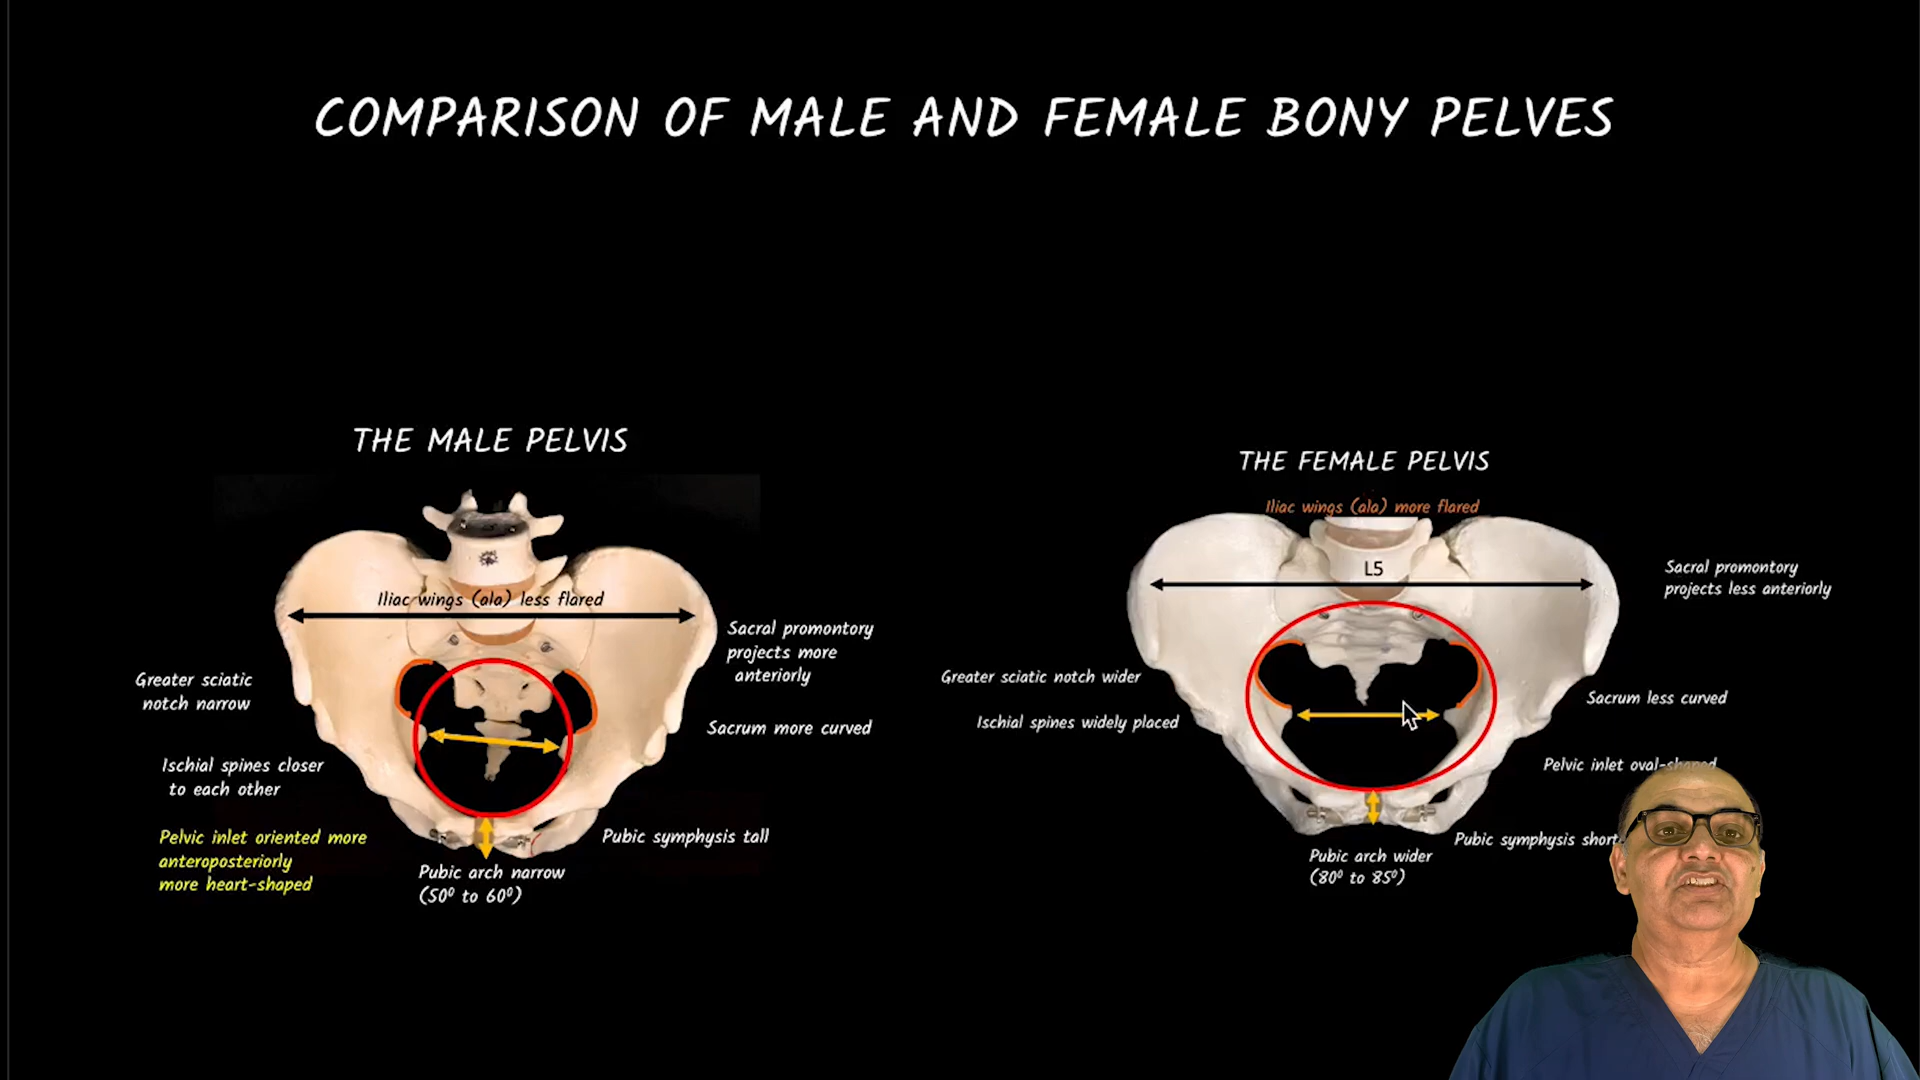 COMPARISON OF MALE AND FEMALE BONY PELVES
THE MALE PELVIS
Iliac wings (ala) less flared
Sacral promontory
projects more
anteriorly
Greater sciatic
notch narrow
Sacrum more curved
Ischial spines closer
to each other
Pelvic inlet oriented more
anteroposteriorly
more heart-shaped
Pubic symphysis tall
Pubic arch narrow
(50⁰ to 60⁰)
THE FEMALE PELVIS
Iliac wings (ala) more flared
L5
Sacral promontory
projects less anteriorly
Greater sciatic notch wider
Sacrum less curved
Ischial spines widely placed
Pelvic inlet oval-shaped
Pubic symphysis short
Pubic arch wider
(80⁰ to 85⁰)